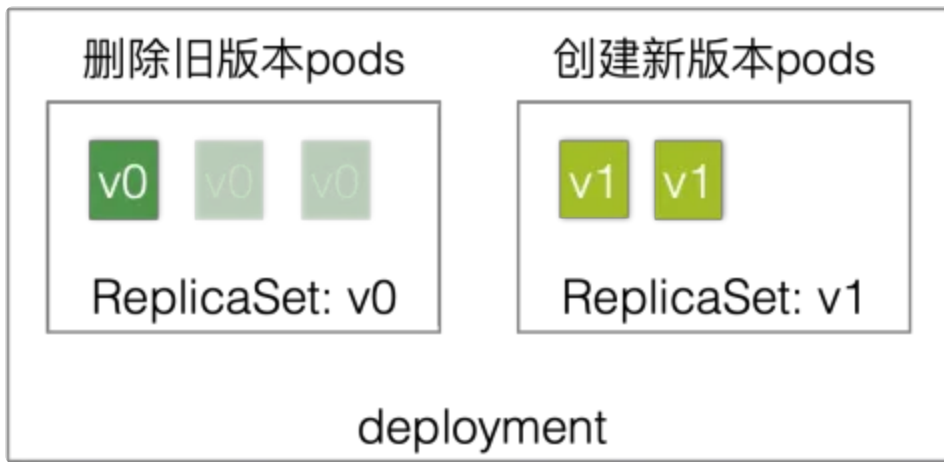 删除旧版本pods
创建新版本pods
v0 v0 v0
v1 v1
ReplicaSet: v0
ReplicaSet: v1
deployment